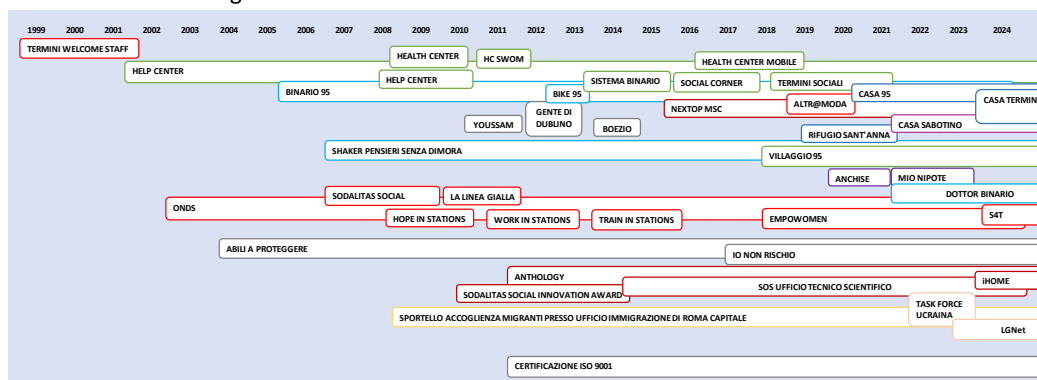 1999 2000 2001 2002 2003 2004 2005 2006 2007 2008 2009 2010 2011 2012 2013 2014 2015 2016 2017 2018 2019 2020 2021 2022 2023 2024
TERMINI WELCOME STAFF
HEALTH CENTER
HC SWOM
HEALTH CENTER MOBILE
HELP CENTER
HELP CENTER
SISTEMA BINARIO
SOCIAL CORNER
TERMINI SOCIALI
BINARIO 95
BIKE 95
CASA 95
CASA TERMIN
NEXTOP MSC
ALTR@MODA
GENTE DI
DUBLINO
YOUSSAM
BOEZIO
CASA SABOTINO
RIFUGIO SANT'ANNA
SHAKER PENSIERI SENZA DIMORA
VILLAGGIO 95
ANCHISE
MIO NIPOTE
SODALITAS SOCIAL
LA LINEA GIALLA
DOTTOR BINARIO
ONDS
HOPE IN STATIONS
WORK IN STATIONS
TRAIN IN STATIONS
EMPOWOMEN
S4T
ABILI A PROTEGGERE
IO NON RISCHIO
ANTHOLOGY
SOS UFFICIO TECNICO SCIENTIFICO
iHOME
SODALITAS SOCIAL INNOVATION AWARD
TASK FORCE
UCRAINA
SPORTELLO ACCOGLIENZA MIGRANTI PRESSO UFFICIO IMMIGRAZIONE DI ROMA CAPITALE
LGNet
CERTIFICAZIONE ISO 9001